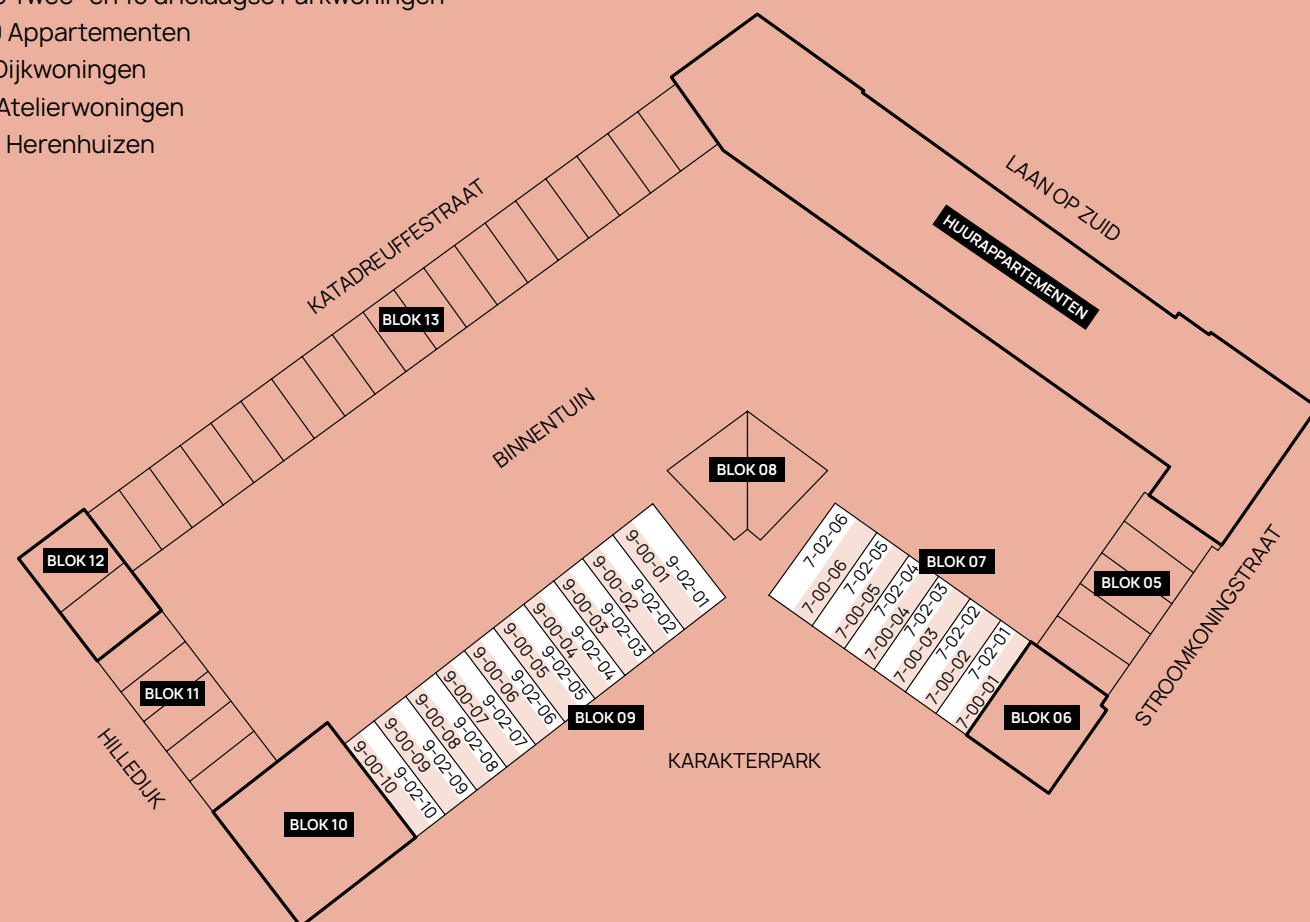 Twee- en 16 drielaagse Parkwoningen
Appartementen
Dijkwoningen
Atelierwoningen
Herenhuizen
LAAN OP ZUID
HUURAPPARTEMENTEN
KATADREUFFESTRAAT
BLOK 13
BINNENTUIN
BLOK 08
BLOK 12
BLOK 07
BLOK 05
STROOMKONINGSTRAAT
7-02-06
7-00-06
7-02-05
7-00-05
7-02-04
7-00-04
7-02-03
7-00-03
7-02-02
7-00-02
7-02-01
7-00-01
9-02-01
9-00-01
9-02-02
9-00-02
9-02-03
9-00-03
9-02-04
9-00-04
9-02-05
9-00-05
9-02-06
9-00-06
9-02-07
9-00-07
9-02-08
9-00-08
9-02-09
9-00-09
9-02-10
9-00-10
BLOK 11
BLOK 09
BLOK 06
HILLEDIJK
KARAKTERPARK
BLOK 10